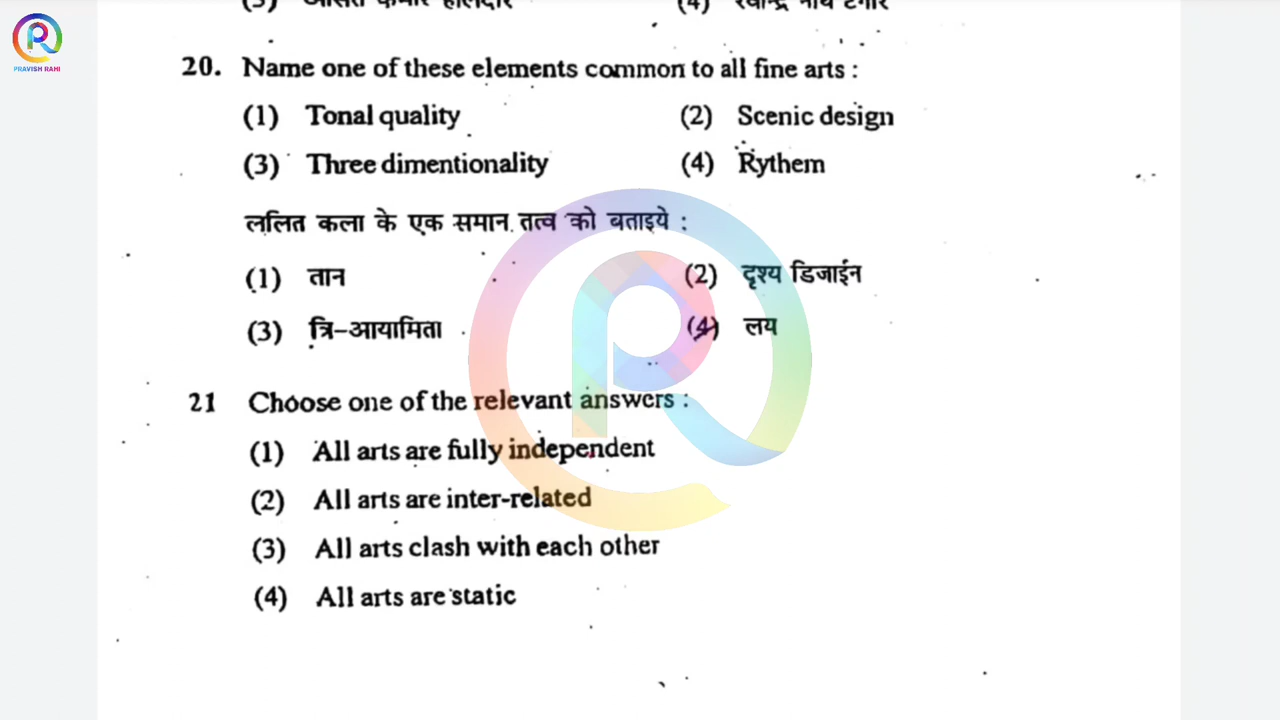 PRAVISH RAHI
20. Name one of these elements common to all fine arts :
(1) Tonal quality (2) Scenic design
(3) Three dimentionality (4) Rythem
ललित कला के एक समान तत्व को बताइये :
(1) तान (2) दृश्य डिजाईन
(3) त्रि-आयामिता (4) लय
21 Choose one of the relevant answers :
(1) All arts are fully independent
(2) All arts are inter-related
(3) All arts clash with each other
(4) All arts are static